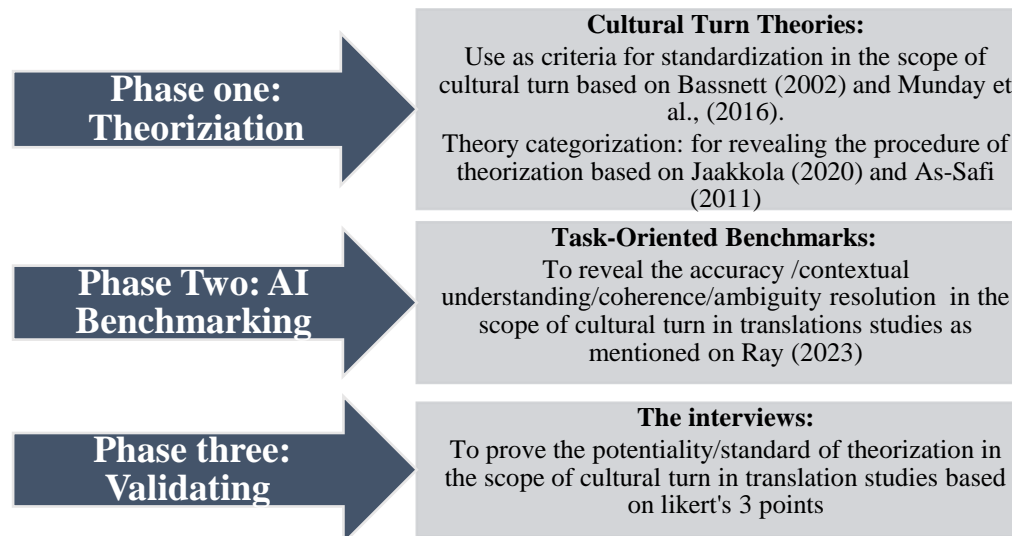 Phase one:
Theoriziation
Cultural Turn Theories:
Use as criteria for standardization in the scope of
cultural turn based on Bassnett (2002) and Munday et
al., (2016).
Theory categorization: for revealing the procedure of
theorization based on Jaakkola (2020) and As-Safi
(2011)
Phase Two: AI
Benchmarking
Task-Oriented Benchmarks:
To reveal the accuracy /contextual
understanding/coherence/ambiguity resolution in the
scope of cultural turn in translations studies as
mentioned on Ray (2023)
Phase three:
Validating
The interviews:
To prove the potentiality/standard of theorization in
the scope of cultural turn in translation studies based
on likert's 3 points